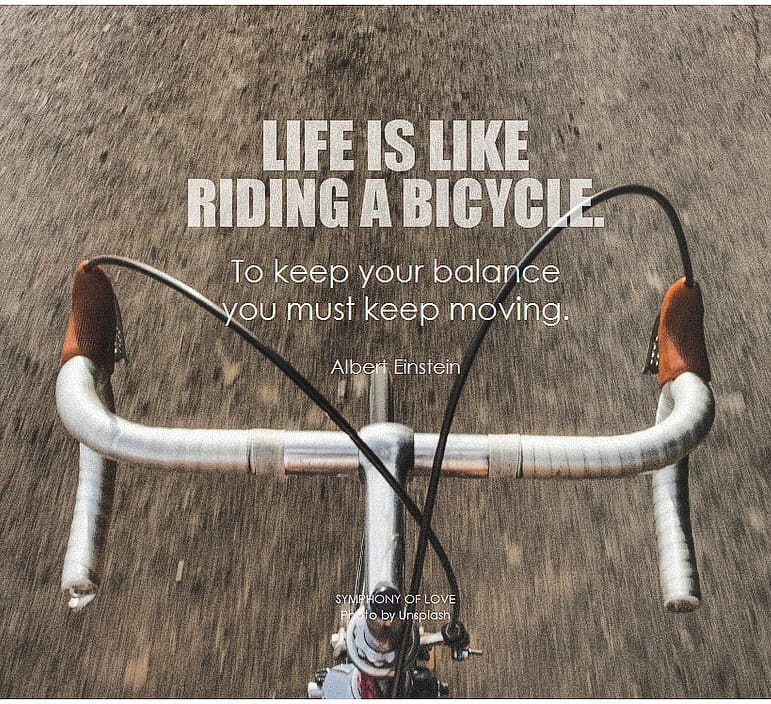 LIFE IS LIKE
RIDING A BICYCLE.
To keep your balance
you must keep moving.
Albert Einstein
SYMPHONY OF LOVE
Photo by Unsplash